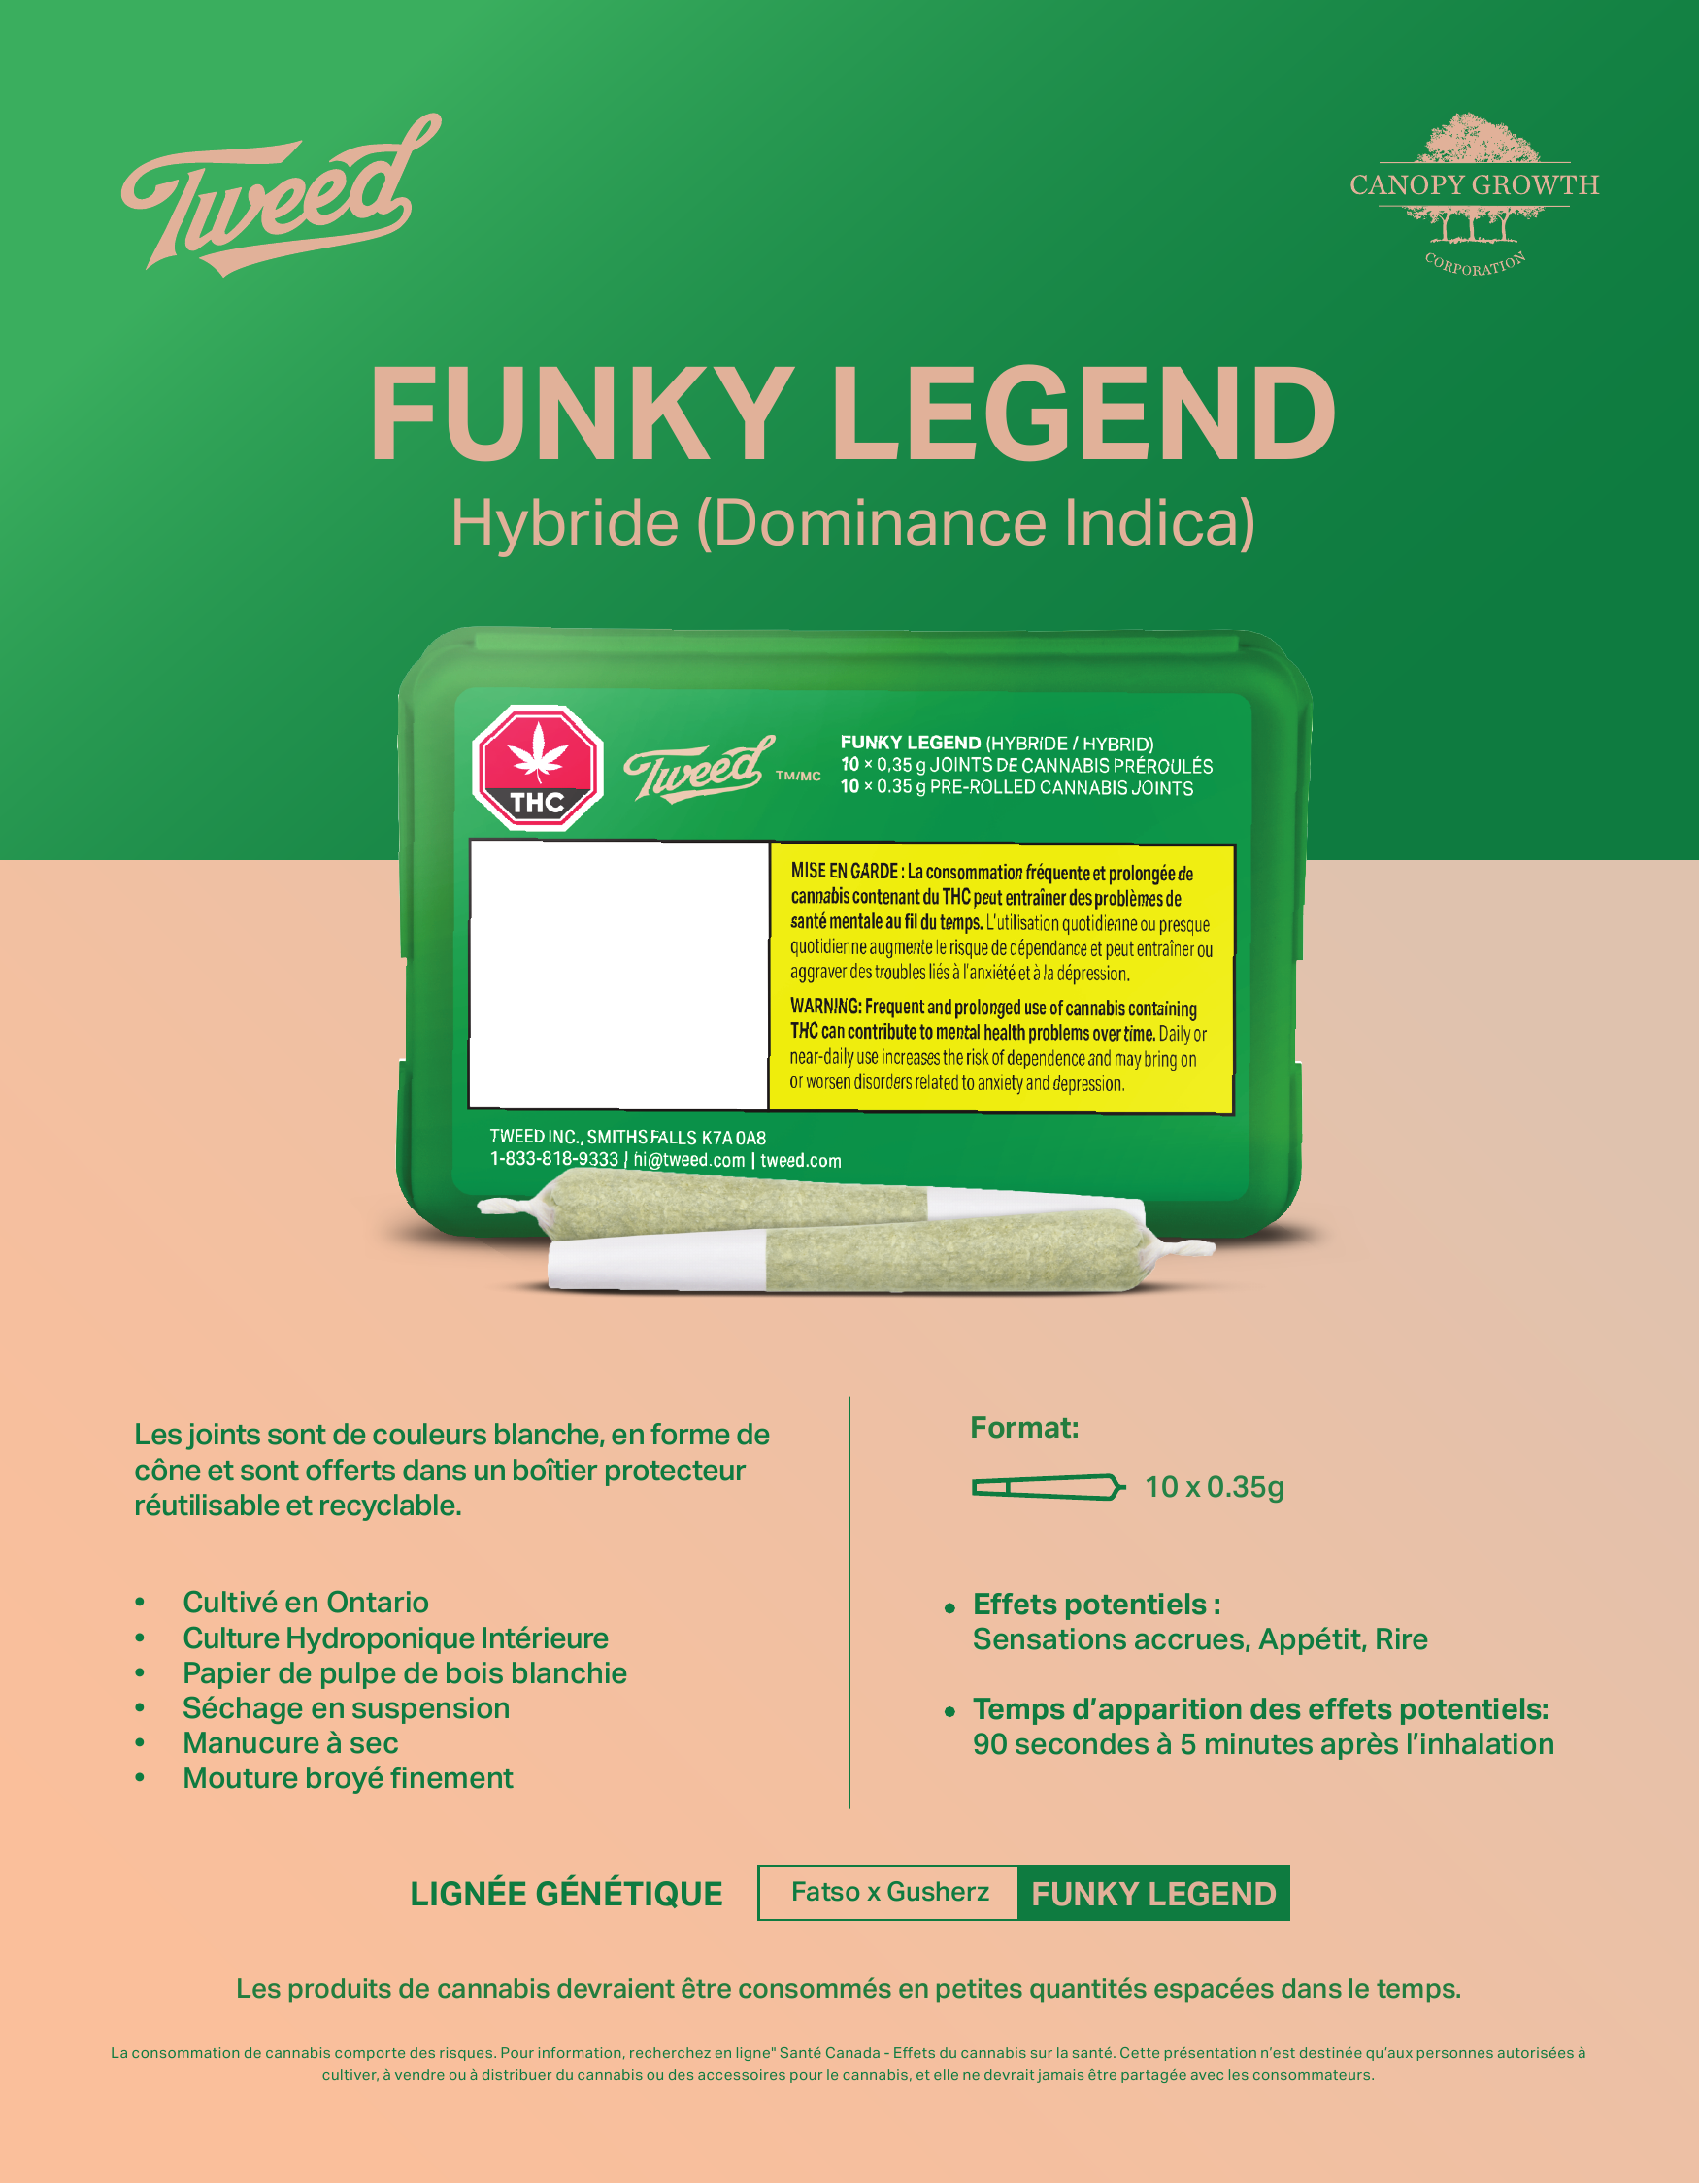 Tweed
CANOPY GROWTH
CORPORATION
FUNKY LEGEND
Hybride (Dominance Indica)
THC
Tweed TM/MC
FUNKY LEGEND (HYBRIDE / HYBRID)
10 × 0,35 g JOINTS DE CANNABIS PRÉROULÉS
10 × 0.35 g PRE-ROLLED CANNABIS JOINTS
MISE EN GARDE : La consommation fréquente et prolongée de
cannabis contenant du THC peut entraîner des problèmes de
santé mentale au fil du temps. L'utilisation quotidienne ou presque
quotidienne augmente le risque de dépendance et peut entraîner ou
aggraver des troubles liés à l'anxiété et à la dépression.
WARNING: Frequent and prolonged use of cannabis containing
THC can contribute to mental health problems over time. Daily or
near-daily use increases the risk of dependence and may bring on
or worsen disorders related to anxiety and depression.
TWEED INC., SMITHS FALLS K7A 0A8
1-833-818-9333 | hi@tweed.com | tweed.com
Les joints sont de couleurs blanche, en forme de
cône et sont offerts dans un boîtier protecteur
réutilisable et recyclable.
• Cultivé en Ontario
• Culture Hydroponique Intérieure
• Papier de pulpe de bois blanchie
• Séchage en suspension
• Manucure à sec
• Mouture broyé finement
Format:
10 x 0.35g
• Effets potentiels :
Sensations accrues, Appétit, Rire
• Temps d'apparition des effets potentiels:
90 secondes à 5 minutes après l'inhalation
LIGNÉE GÉNÉTIQUE Fatso x Gusherz FUNKY LEGEND
Les produits de cannabis devraient être consommés en petites quantités espacées dans le temps.
La consommation de cannabis comporte des risques. Pour information, recherchez en ligne" Santé Canada - Effets du cannabis sur la santé. Cette présentation n'est destinée qu'aux personnes autorisées à
cultiver, à vendre ou à distribuer du cannabis ou des accessoires pour le cannabis, et elle ne devrait jamais être partagée avec les consommateurs.